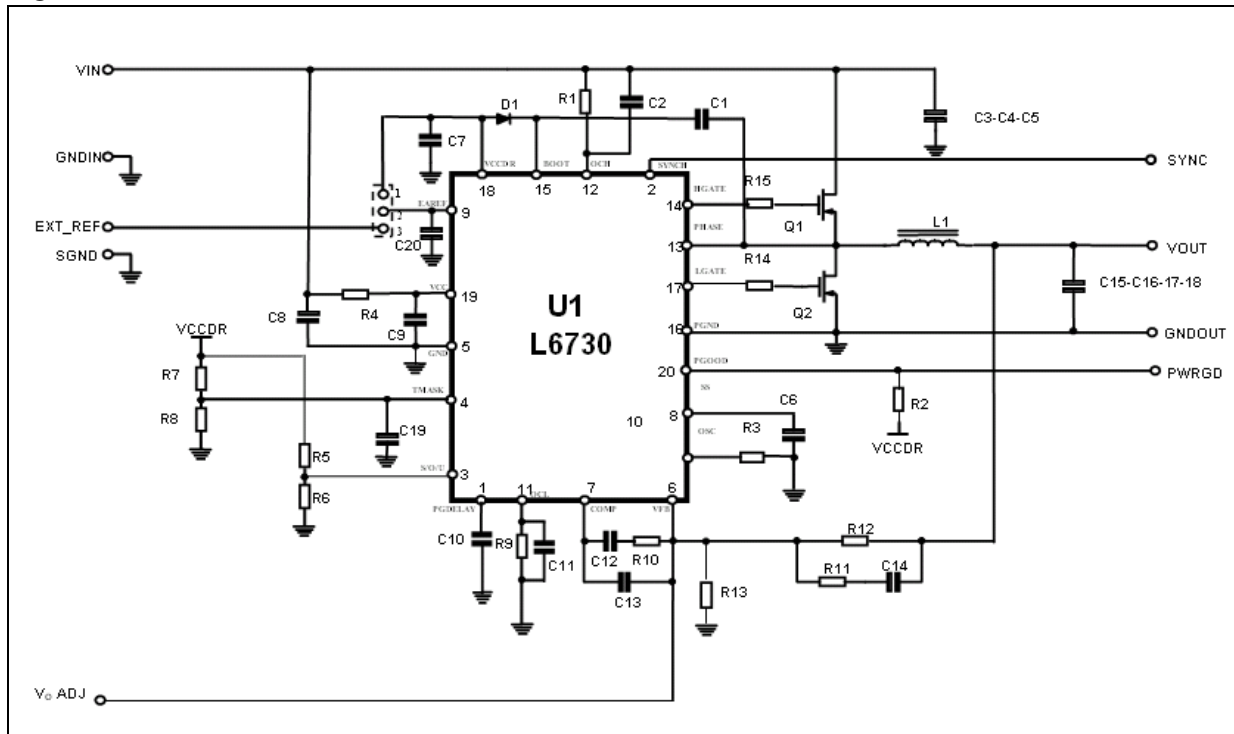 VIN
R1
C2
C1
D1
C3-C4-C5
C7
GNDIN
VCCDR
BOOT
OCH
SYNCH
SYNC
18
15
12
2
1
HGATE
R15
EAREF
14
2
9
Q1
EXT_REF
3
PHASE
L1
C20
13
VOUT
SGND
LGATE
R14
17
C15-C16-17-18
VCC
19
U1
Q2
C8
R4
C9
L6730
VCCDR
PGND
16
GNDOUT
5
GND
PGOOD
R7
20
PWRGD
TMASK
SS
4
C6
R2
R8
10
8
C19
OSC
R3
VCCDR
R5
S/O/U
3
R6
1
11
OCL
7
6
PGDELAY
COMP
VFB
C10
R9
C11
C12
R10
R12
R11
C14
C13
R13
Vo ADJ